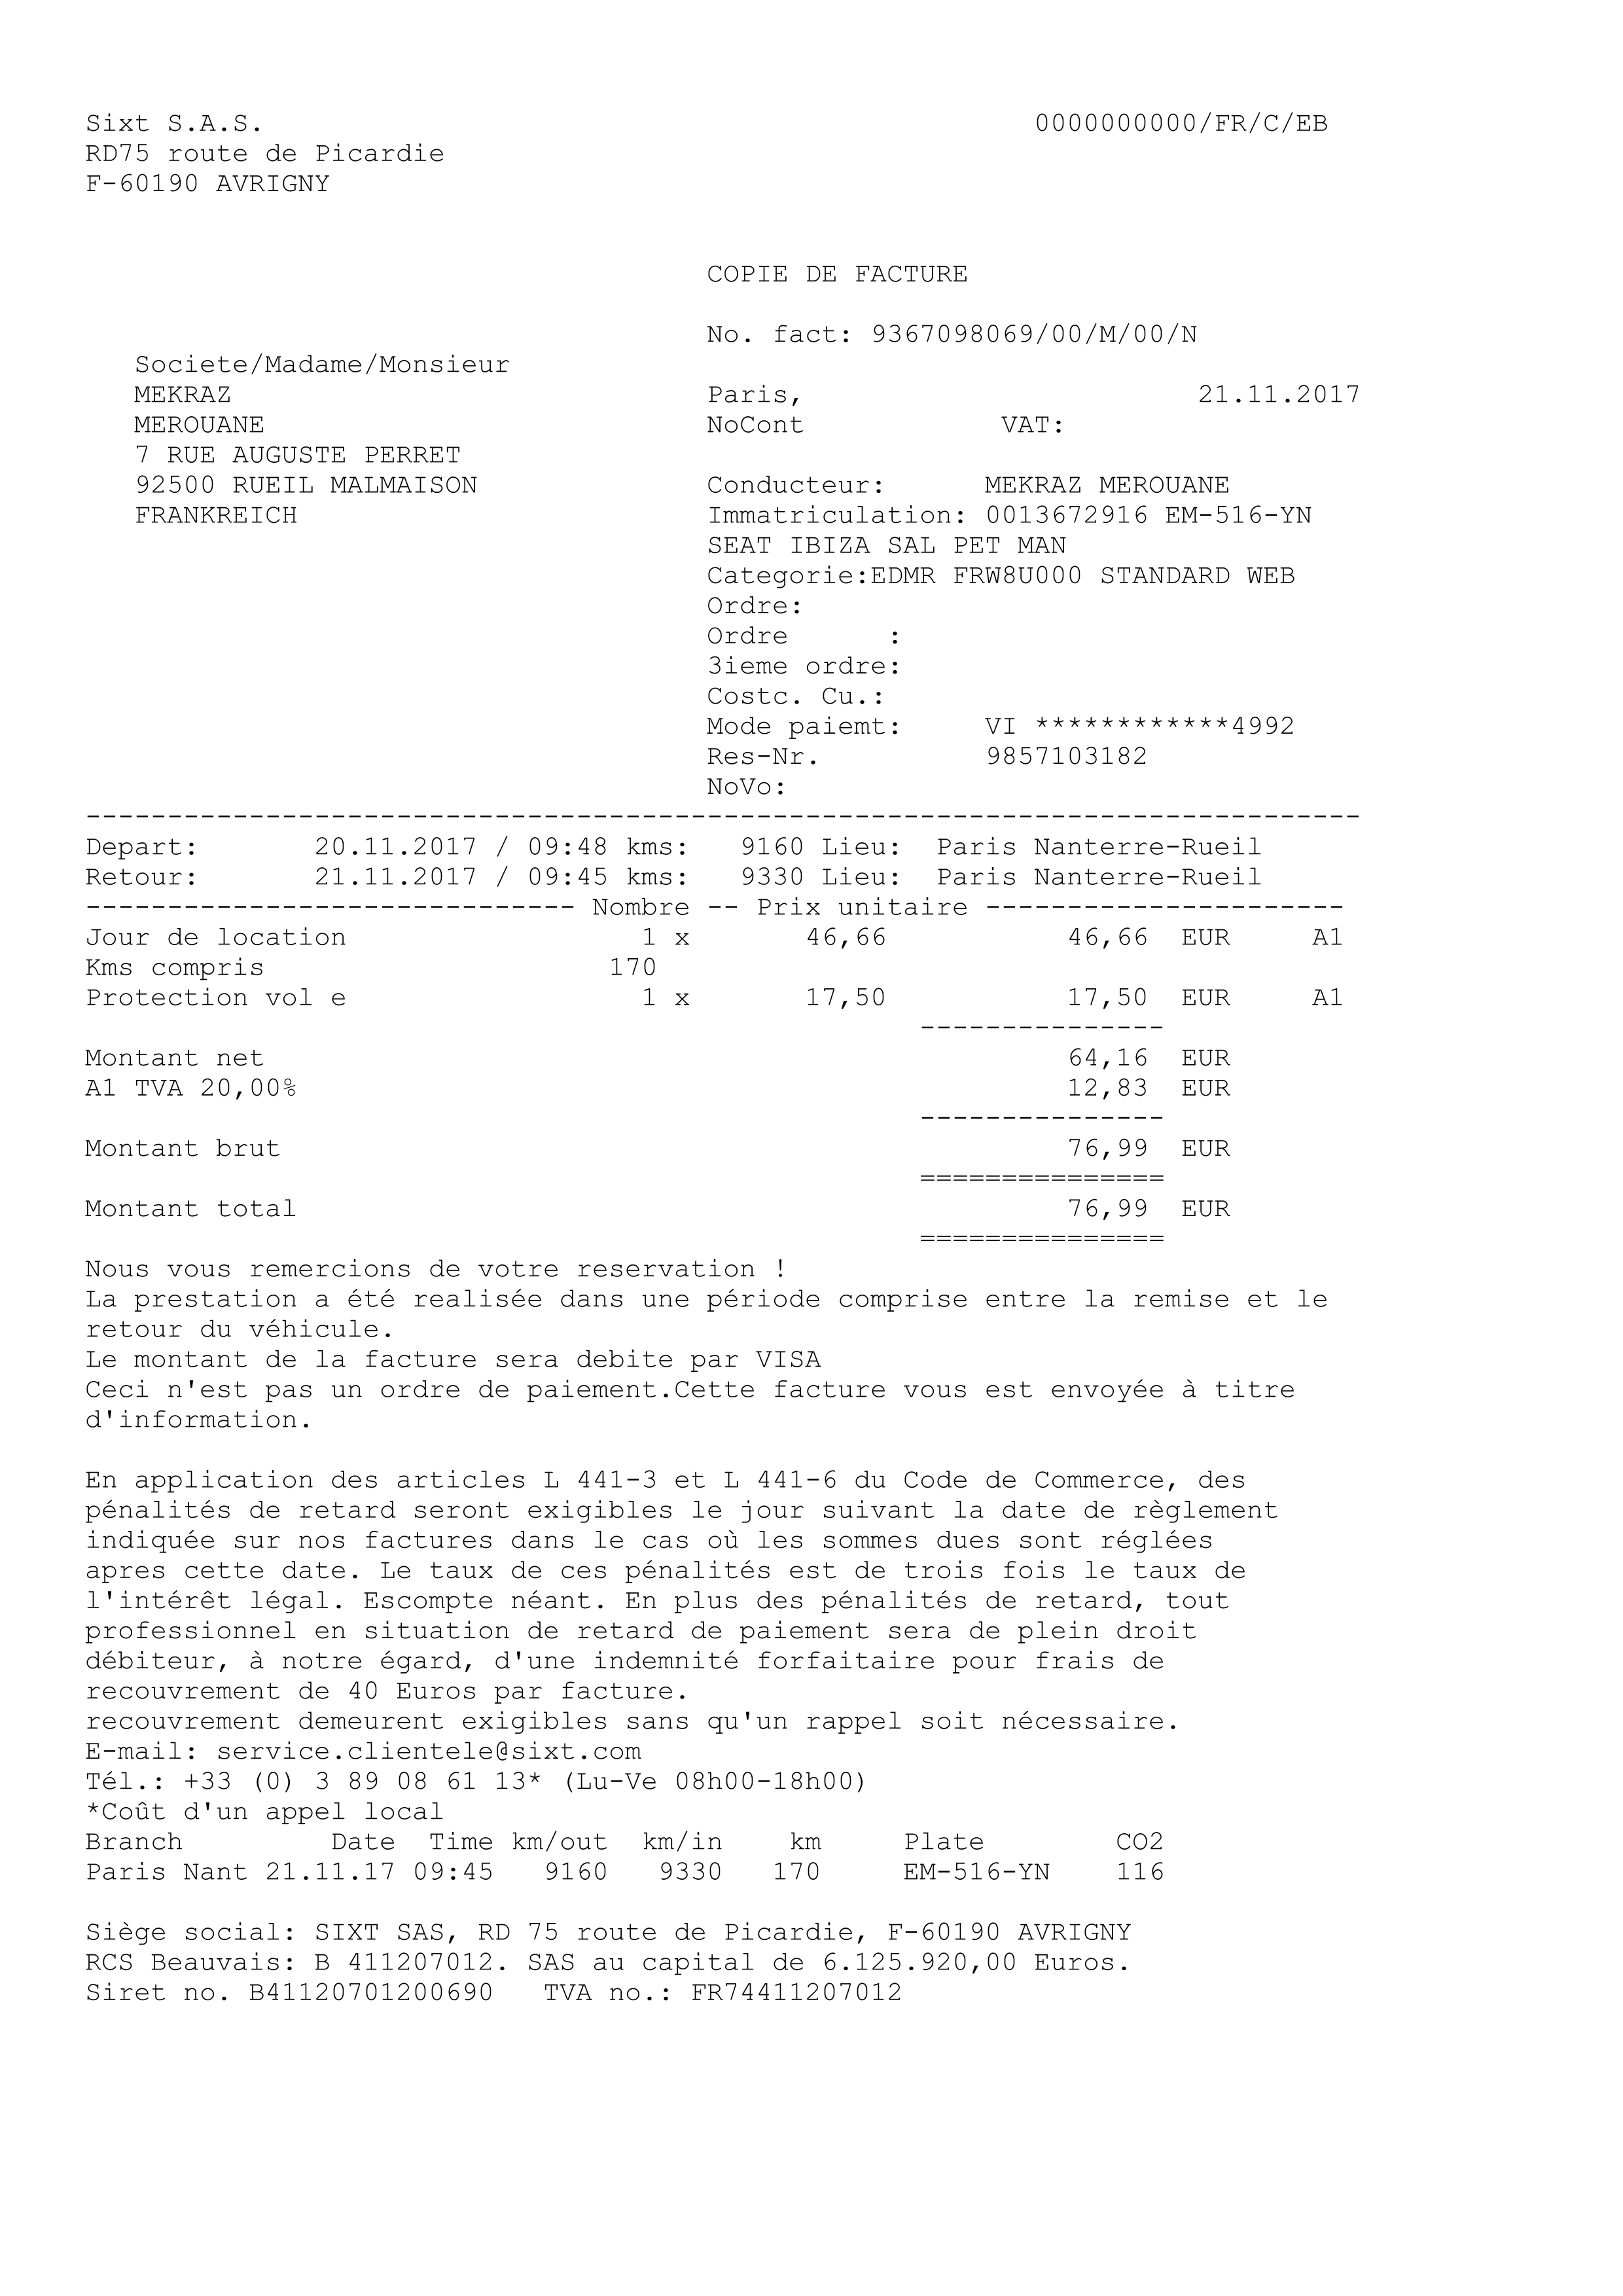 Sixt S.A.S. 0000000000/FR/C/EB
RD75 route de Picardie
F-60190 AVRIGNY
COPIE DE FACTURE
No. fact: 9367098069/00/M/00/N
Societe/Madame/Monsieur
MEKRAZ Paris, 21.11.2017
MEROUANE NoCont VAT:
7 RUE AUGUSTE PERRET
92500 RUEIL MALMAISON Conducteur: MEKRAZ MEROUANE
FRANKREICH Immatriculation: 0013672916 EM-516-YN
SEAT IBIZA SAL PET MAN
Categorie:EDMR FRW8U000 STANDARD WEB
Ordre:
Ordre :
3ieme ordre:
Costc. Cu.:
Mode paiemt: VI ************4992
Res-Nr. 9857103182
NoVo:
------------------------------------------------------------------------------
Depart: 20.11.2017 / 09:48 kms: 9160 Lieu: Paris Nanterre-Rueil
Retour: 21.11.2017 / 09:45 kms: 9330 Lieu: Paris Nanterre-Rueil
------------------------------ Nombre -- Prix unitaire ----------------------
Jour de location 1 x 46,66 46,66 EUR A1
Kms compris 170
Protection vol e 1 x 17,50 17,50 EUR A1
---------------
Montant net 64,16 EUR
A1 TVA 20,00% 12,83 EUR
---------------
Montant brut 76,99 EUR
===============
Montant total 76,99 EUR
===============
Nous vous remercions de votre reservation !
La prestation a été realisée dans une période comprise entre la remise et le
retour du véhicule.
Le montant de la facture sera debite par VISA
Ceci n'est pas un ordre de paiement.Cette facture vous est envoyée à titre
d'information.
En application des articles L 441-3 et L 441-6 du Code de Commerce, des
pénalités de retard seront exigibles le jour suivant la date de règlement
indiquée sur nos factures dans le cas où les sommes dues sont réglées
apres cette date. Le taux de ces pénalités est de trois fois le taux de
l'intérêt légal. Escompte néant. En plus des pénalités de retard, tout
professionnel en situation de retard de paiement sera de plein droit
débiteur, à notre égard, d'une indemnité forfaitaire pour frais de
recouvrement de 40 Euros par facture.
recouvrement demeurent exigibles sans qu'un rappel soit nécessaire.
E-mail: service.clientele@sixt.com
Tél.: +33 (0) 3 89 08 61 13* (Lu-Ve 08h00-18h00)
*Coût d'un appel local
Branch Date Time km/out km/in km Plate CO2
Paris Nant 21.11.17 09:45 9160 9330 170 EM-516-YN 116
Siège social: SIXT SAS, RD 75 route de Picardie, F-60190 AVRIGNY
RCS Beauvais: B 411207012. SAS au capital de 6.125.920,00 Euros.
Siret no. B41120701200690 TVA no.: FR74411207012